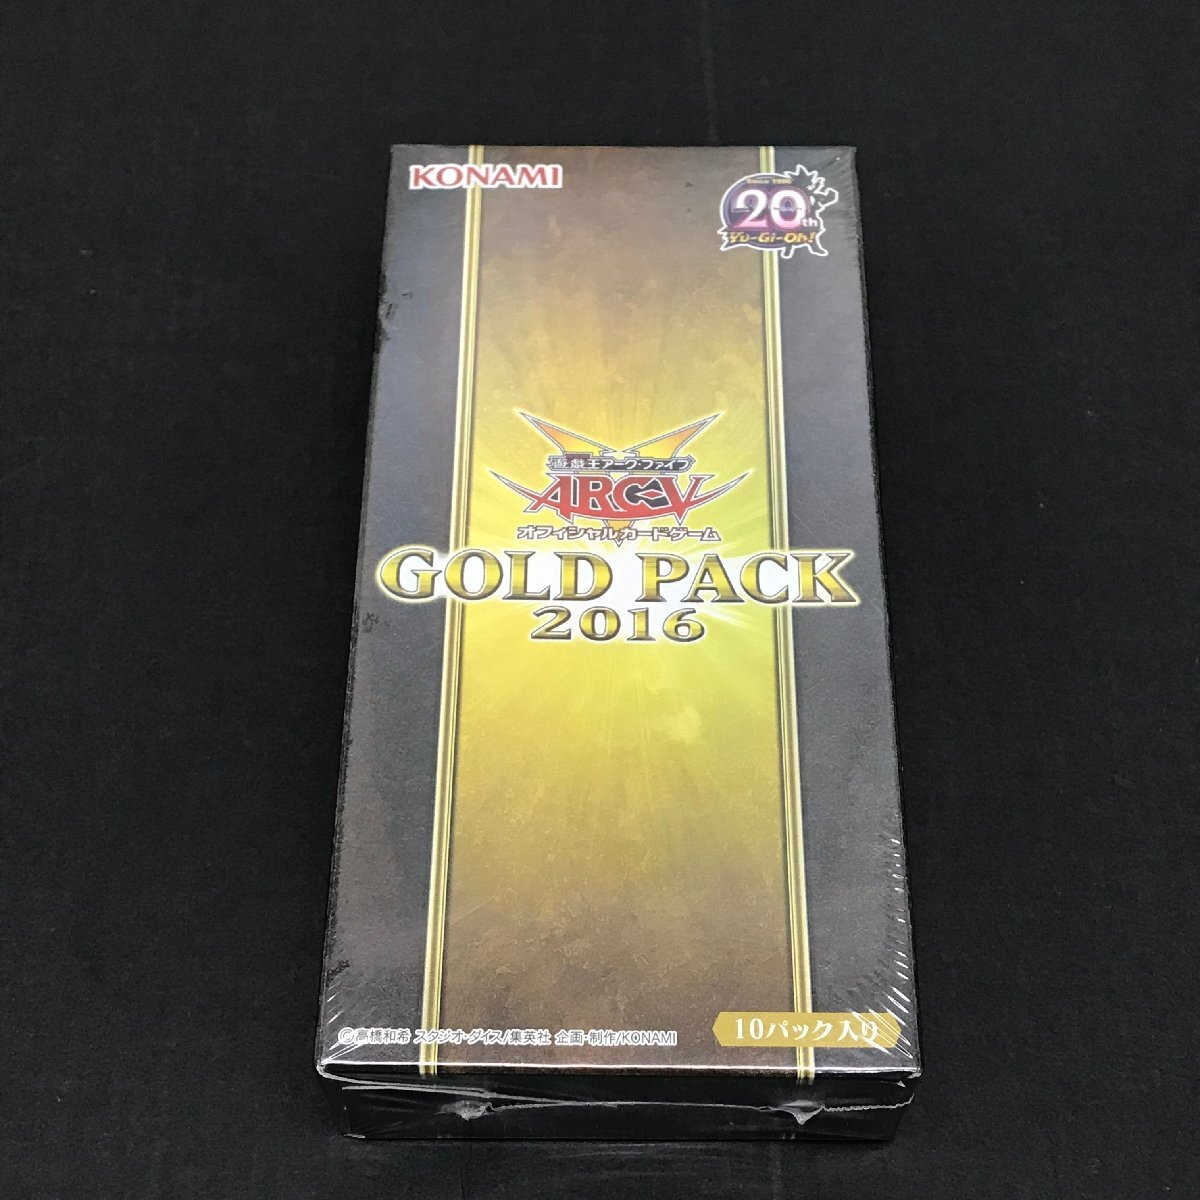 KONAMI
Since 1996
20th
Yu-Gi-Oh!
遊戯王アーク・ファイブ
ARC-V
オフィシャルカードゲーム
GOLD PACK
2016
©高橋和希 スタジオ・ダイス/集英社 企画・制作/KONAMI
10パック入り